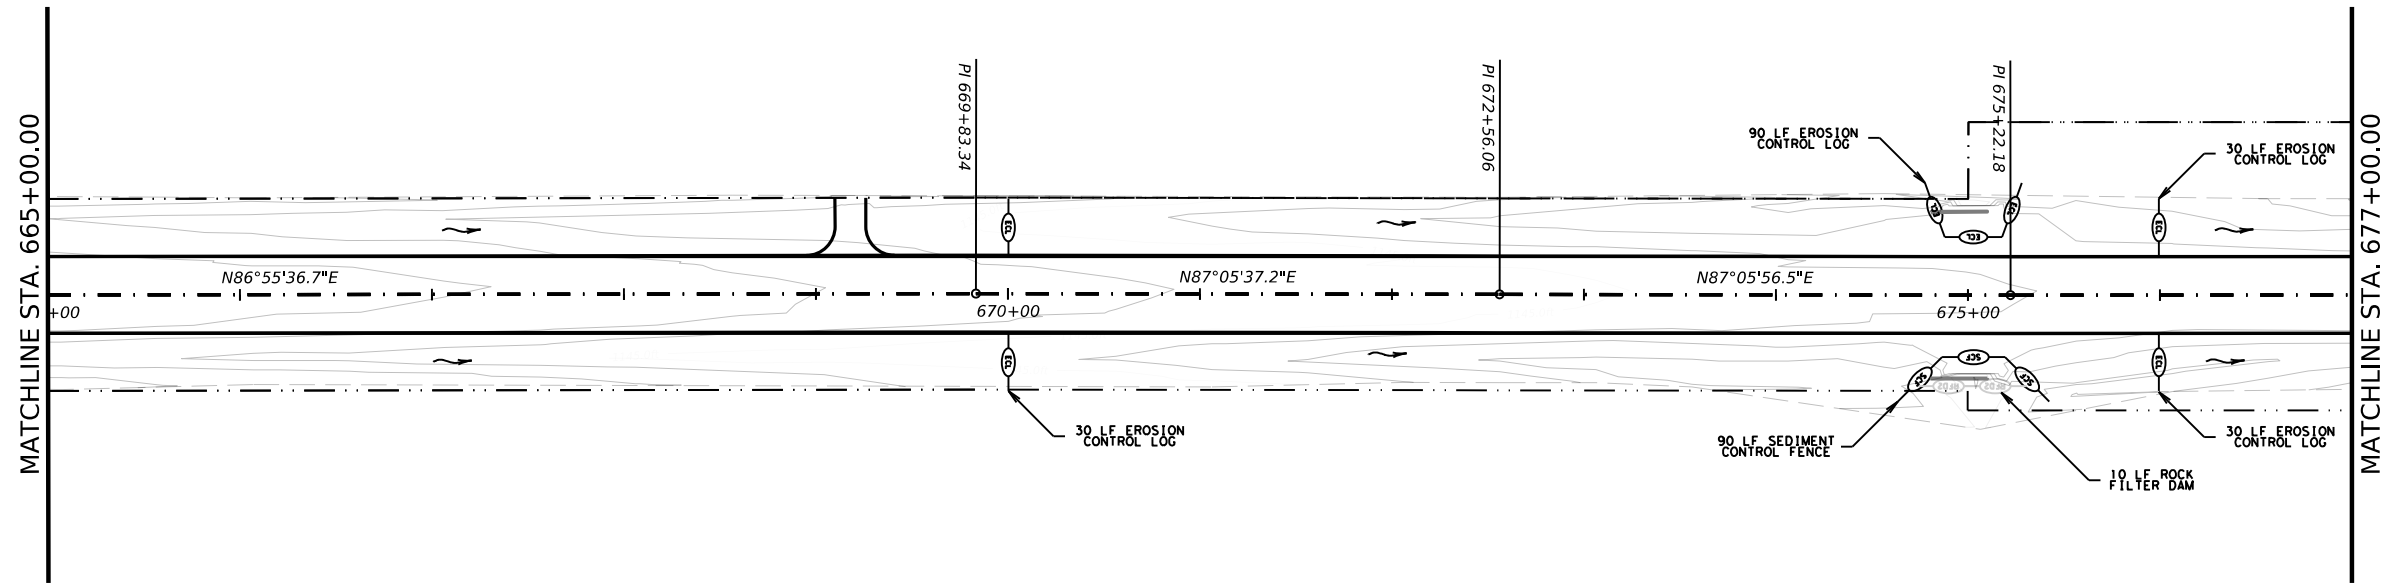 MATCHLINE STA. 665+00.00
PI 669+83.34
PI 672+56.06
PI 675+22.18
90 LF EROSION
CONTROL LOG
30 LF EROSION
CONTROL LOG
ECL
ECL
ECL
ECL
ECL
N86°55'36.7"E
N87°05'37.2"E
N87°05'56.5"E
+00
670+00
675+00
ECL
SCF
SCF
SCF
ECL
30 LF EROSION
CONTROL LOG
90 LF SEDIMENT
CONTROL FENCE
30 LF EROSION
CONTROL LOG
10 LF ROCK
FILTER DAM
MATCHLINE STA. 677+00.00